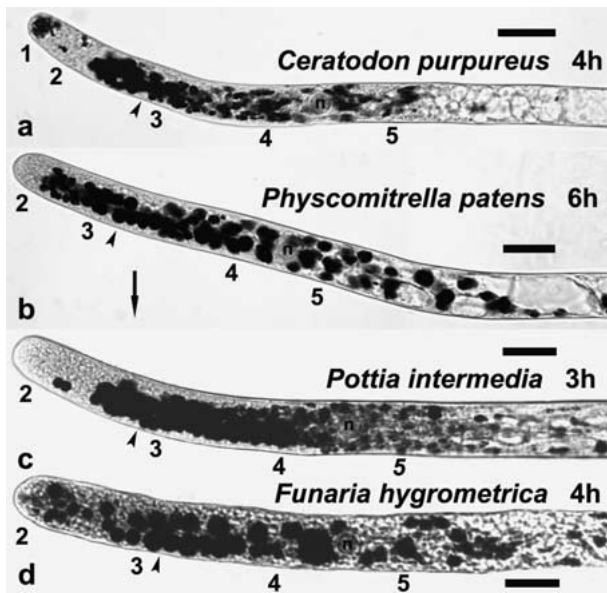 1
2
Ceratodon purpureus 4h
3
n
a
4
5
Physcomitrella patens 6h
2
3
n
4
b
5
Pottia intermedia 3h
2
n
c
3
4
5
Funaria hygrometrica 4h
2
n
3
d
4
5